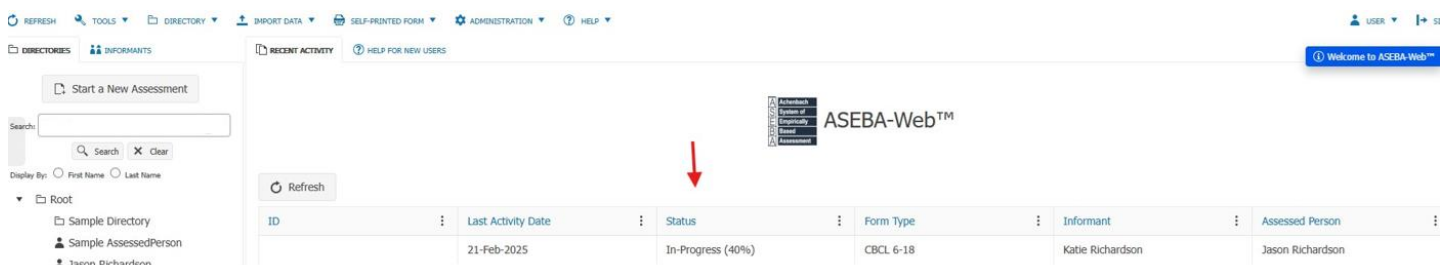 REFRESH TOOLS DIRECTORY IMPORT DATA SELF-PRINTED FORM ADMINISTRATION HELP USER
DIRECTORIES INFORMANTS RECENT ACTIVITY HELP FOR NEW USERS
Welcome to ASEBA-Web™
Start a New Assessment
Search:
Search Clear
Display By: First Name Last Name
Root
Sample Directory
Sample AssessedPerson
Jason Richardson
Achenbach
System of
Empirically
Based
Assessment
ASEBA-Web™
Refresh
ID Last Activity Date Status Form Type Informant Assessed Person
21-Feb-2025 In-Progress (40%) CBCL 6-18 Katie Richardson Jason Richardson